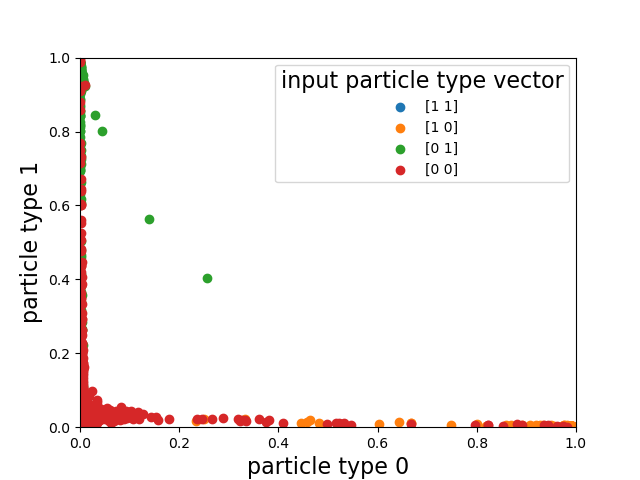 1.0
0.8
0.6
0.4
0.2
0.0
particle type 1
input particle type vector
[1 1]
[1 0]
[0 1]
[0 0]
0.0 0.2 0.4 0.6 0.8 1.0
particle type 0